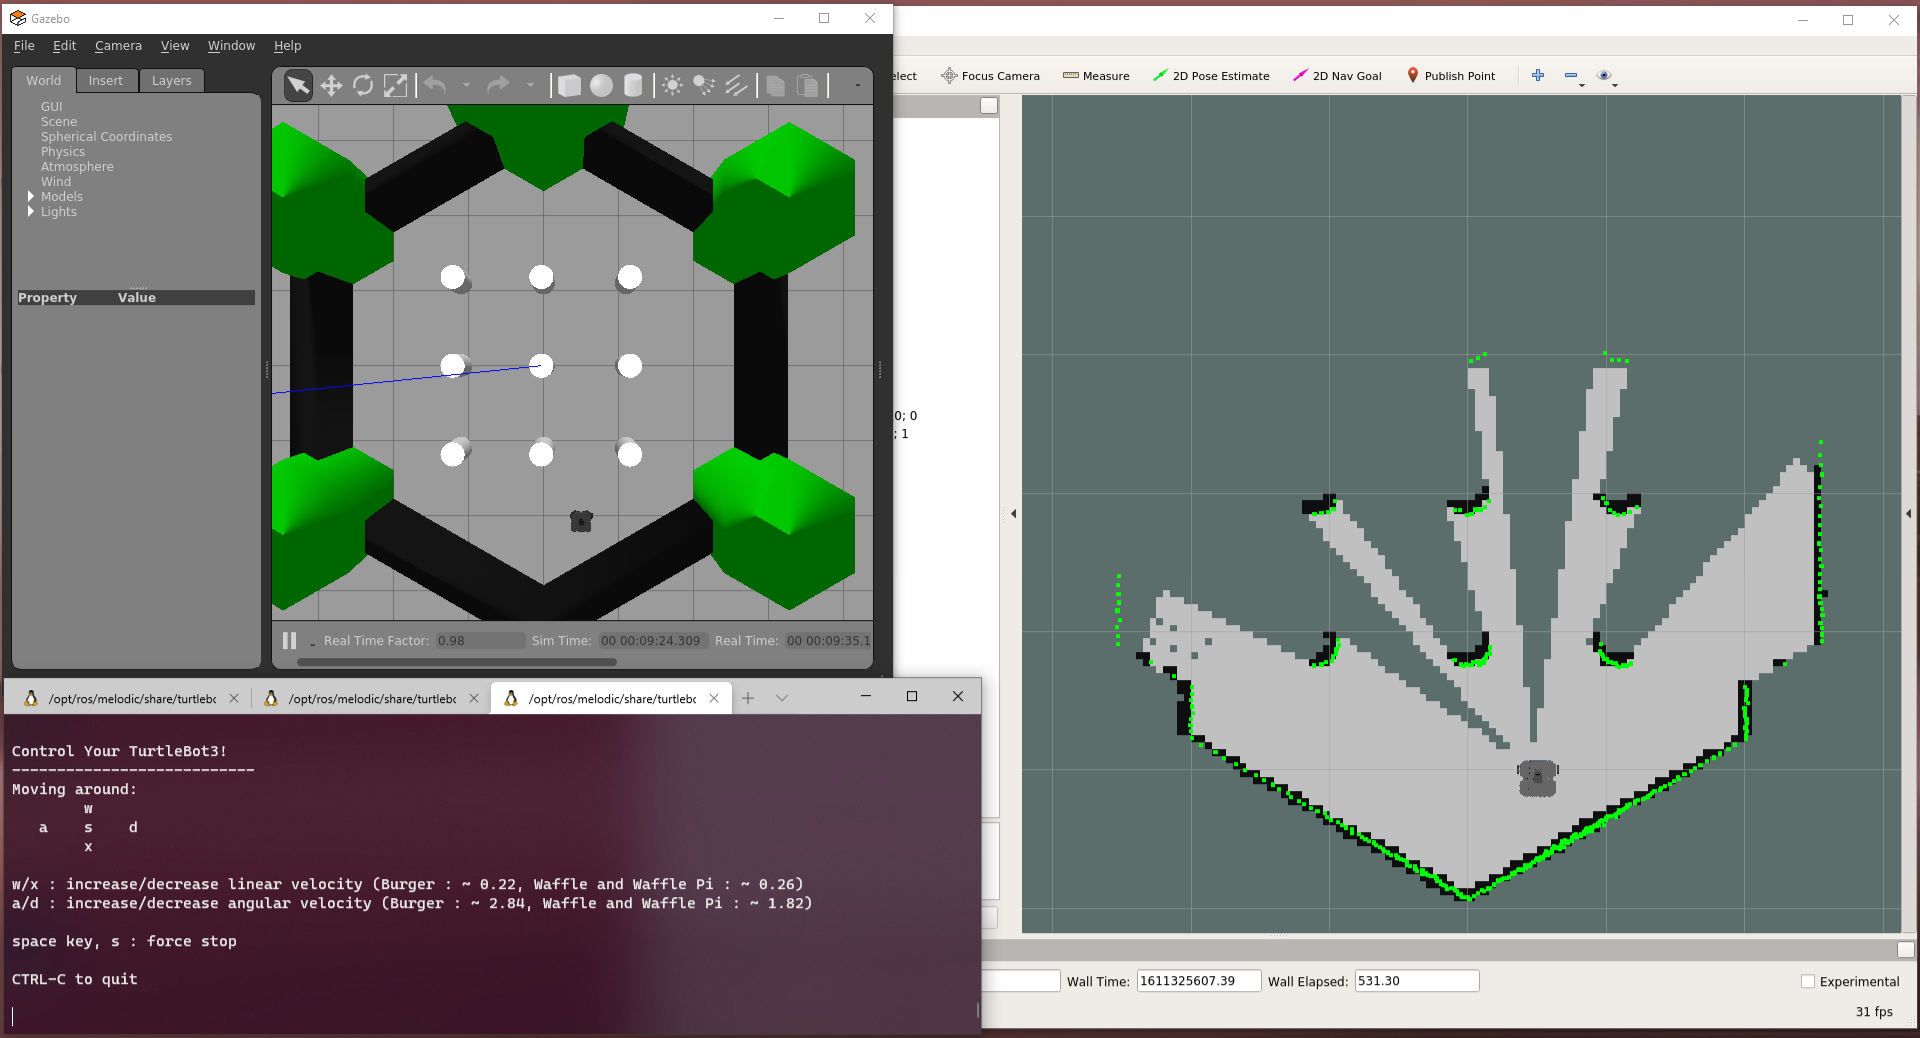 Gazebo
File Edit Camera View Window Help
World Insert Layers
GUI
Scene
Spherical Coordinates
Physics
Atmosphere
Wind
Models
Lights
Property Value
Real Time Factor: 0.98 Sim Time: 00 00:09:24.309 Real Time: 00 00:09:35.1
elect Focus Camera Measure 2D Pose Estimate 2D Nav Goal Publish Point
0; 0
; 1
/opt/ros/melodic/share/turtlebc /opt/ros/melodic/share/turtlebc /opt/ros/melodic/share/turtlebc
Control Your TurtleBot3!
---------------------------
Moving around:
w
a s d
x
w/x : increase/decrease linear velocity (Burger : ~ 0.22, Waffle and Waffle Pi : ~ 0.26)
a/d : increase/decrease angular velocity (Burger : ~ 2.84, Waffle and Waffle Pi : ~ 1.82)
space key, s : force stop
CTRL-C to quit
Wall Time: 1611325607.39 Wall Elapsed: 531.30 Experimental
31 fps